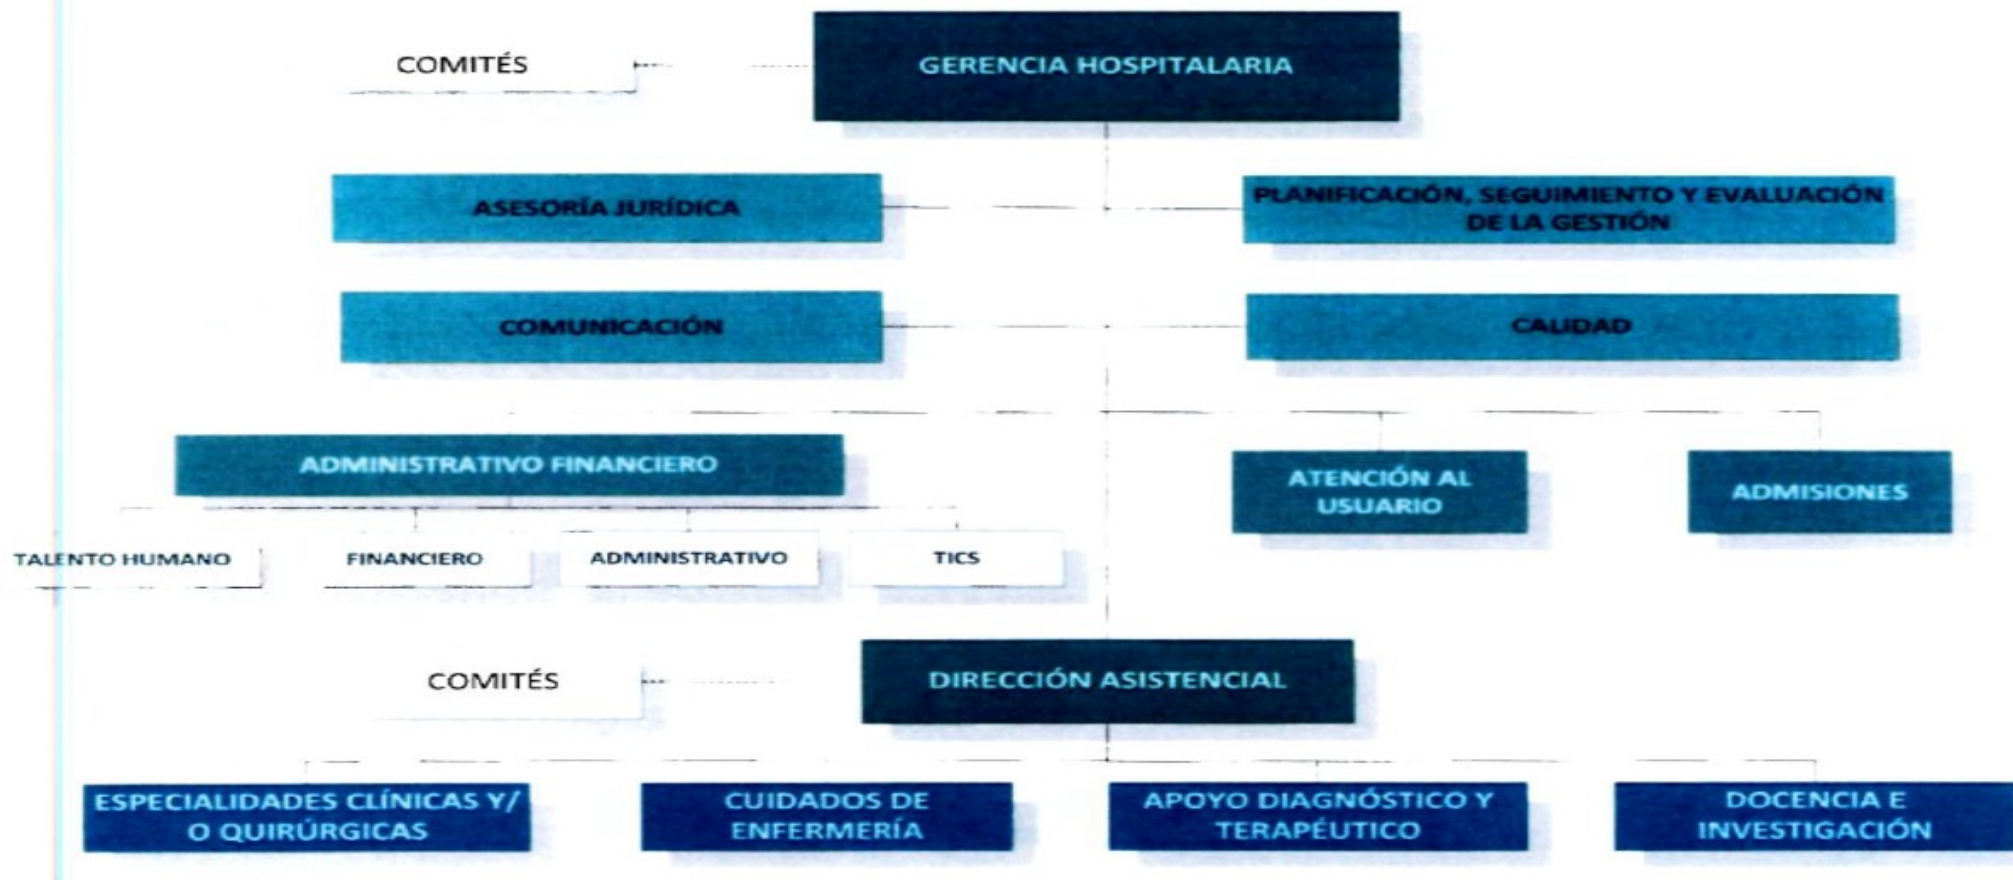 COMITÉS
GERENCIA HOSPITALARIA
ASESORÍA JURÍDICA
PLANIFICACIÓN, SEGUIMIENTO Y EVALUACIÓN
DE LA GESTIÓN
COMUNICACIÓN
CALIDAD
ADMINISTRATIVO FINANCIERO
ATENCIÓN AL
USUARIO
ADMISIONES
TALENTO HUMANO
FINANCIERO
ADMINISTRATIVO
TICS
COMITÉS
DIRECCIÓN ASISTENCIAL
ESPECIALIDADES CLÍNICAS Y/
O QUIRÚRGICAS
CUIDADOS DE
ENFERMERÍA
APOYO DIAGNÓSTICO Y
TERAPÉUTICO
DOCENCIA E
INVESTIGACIÓN